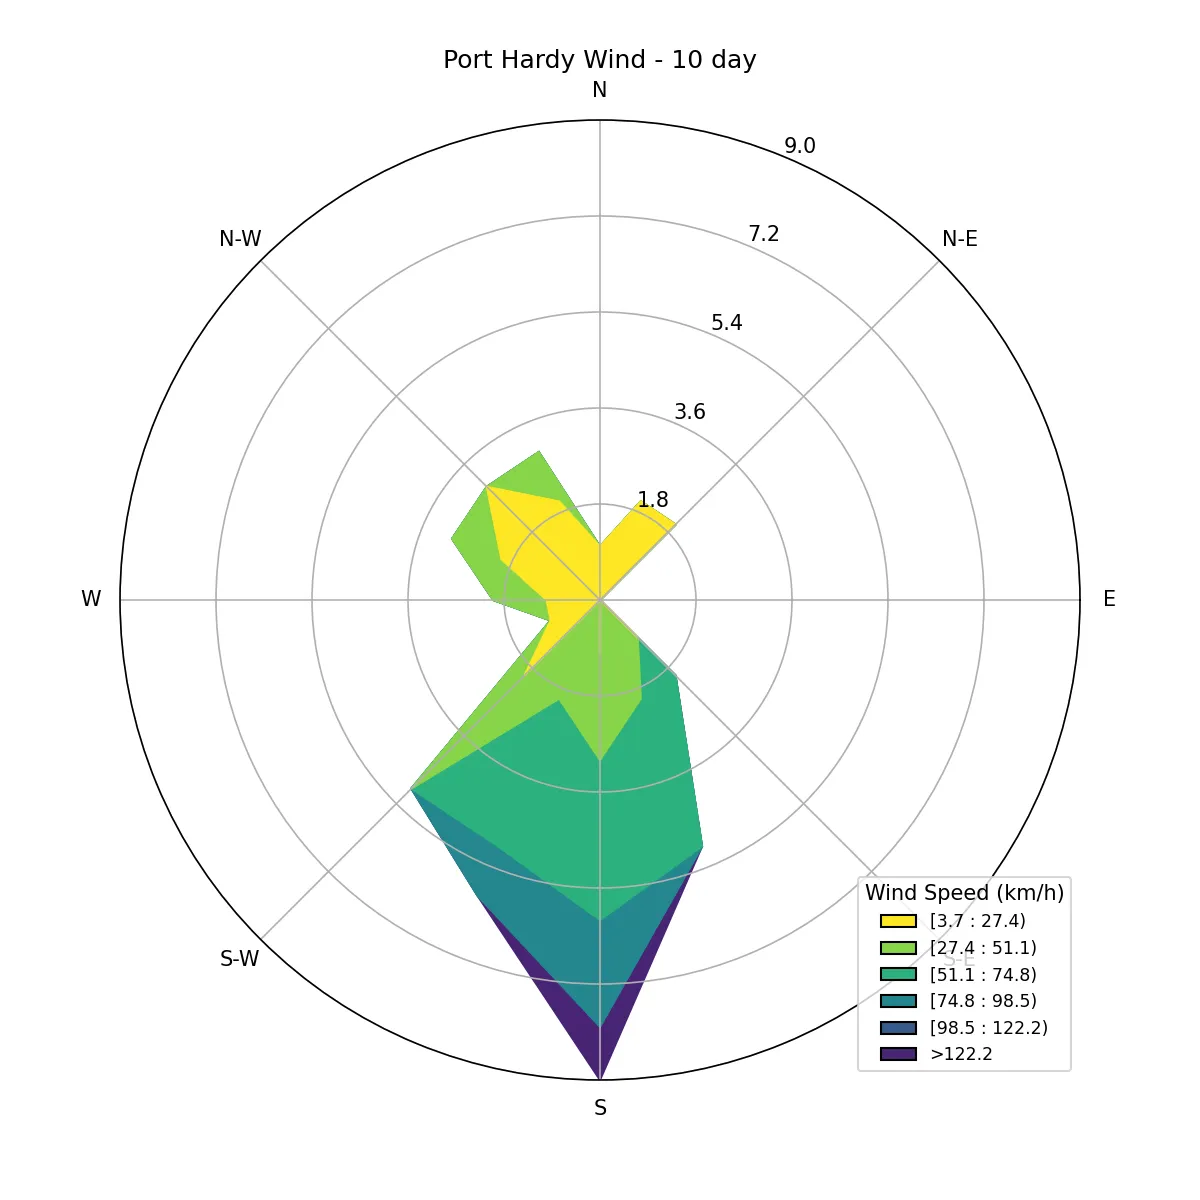 Port Hardy Wind - 10 day
N
9.0
7.2
N-W
N-E
5.4
3.6
1.8
W
E
Wind Speed (km/h)
[3.7 : 27.4)
[27.4 : 51.1)
S-W
S-E
[51.1 : 74.8)
[74.8 : 98.5)
[98.5 : 122.2)
>122.2
S